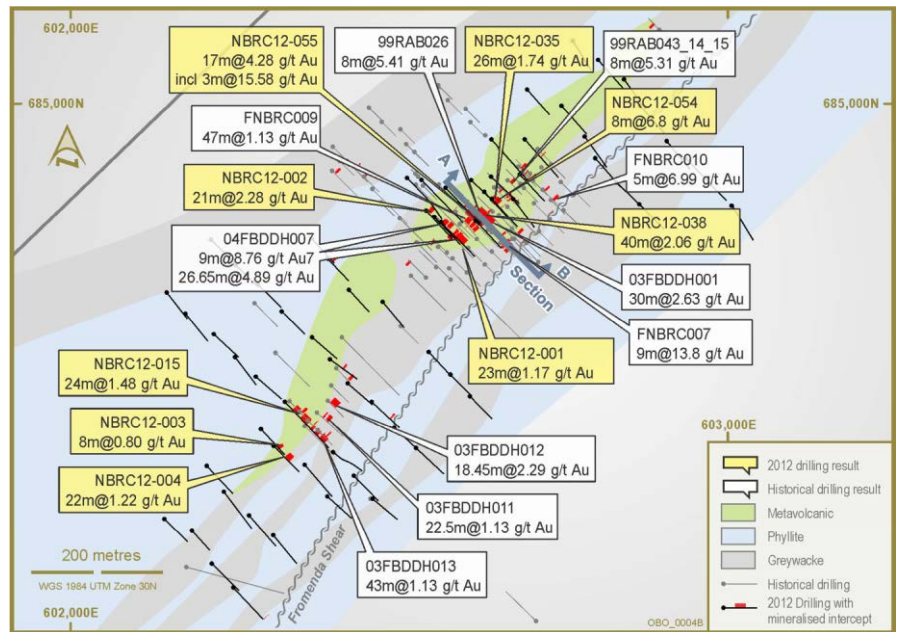 602,000E
NBRC12-055
17m@4.28 g/t Au
incl 3m@15.58 g/t Au
99RAB026
8m@5.41 g/t Au
NBRC12-035
26m@1.74 g/t Au
99RAB043_14_15
8m@5.31 g/t Au
685,000N
685,000N
NBRC12-054
8m@6.8 g/t Au
FNBRC009
47m@1.13 g/t Au
N
A
FNBRC010
5m@6.99 g/t Au
NBRC12-002
21m@2.28 g/t Au
NBRC12-038
40m@2.06 g/t Au
04FBDDH007
9m@8.76 g/t Au7
26.65m@4.89 g/t Au
Section
B
03FBDDH001
30m@2.63 g/t Au
FNBRC007
9m@13.8 g/t Au
NBRC12-001
23m@1.17 g/t Au
NBRC12-015
24m@1.48 g/t Au
NBRC12-003
8m@0.80 g/t Au
NBRC12-004
22m@1.22 g/t Au
03FBDDH012
18.45m@2.29 g/t Au
03FBDDH011
22.5m@1.13 g/t Au
03FBDDH013
43m@1.13 g/t Au
Fromenda Shear
603,000E
2012 drilling result
Historical drilling result
Metavolcanic
Phyllite
Greywacke
Historical drilling
2012 Drilling with
mineralised intercept
200 metres
WGS 1984 UTM Zone 30N
602,000E
OBO_0004B